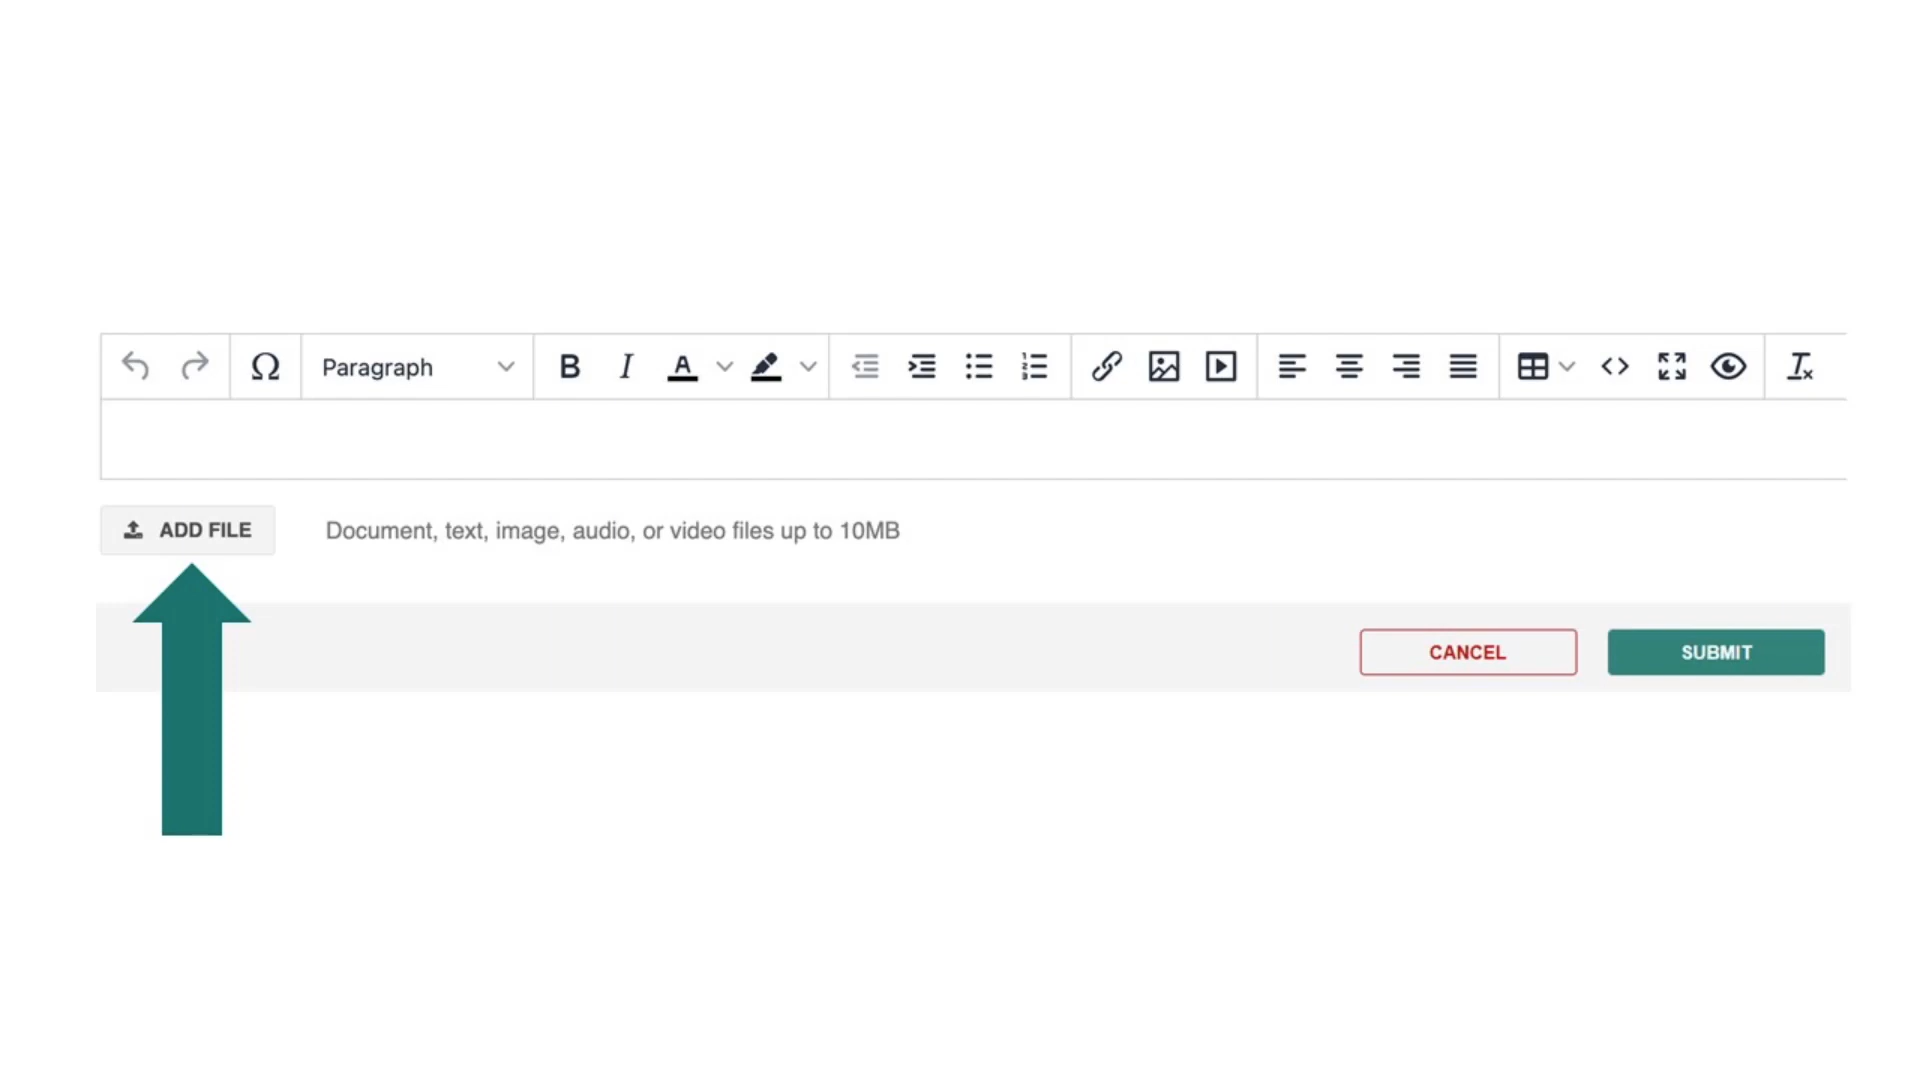 Ω Paragraph B I A
ADD FILE Document, text, image, audio, or video files up to 10MB
CANCEL SUBMIT